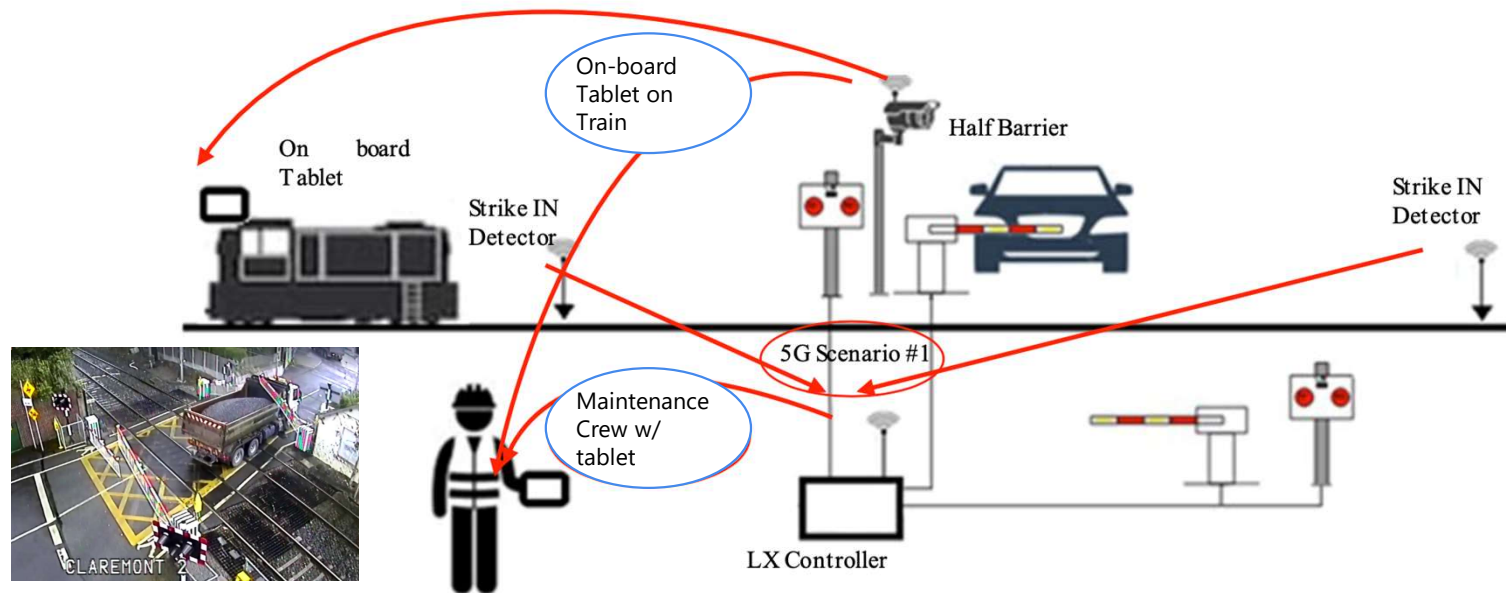 On-board
Tablet on
Train
Half Barrier
On board
Tablet
Strike IN
Detector
Strike IN
Detector
5G Scenario #1
Maintenance
Crew w/
tablet
LX Controller
CLAREMONT 2